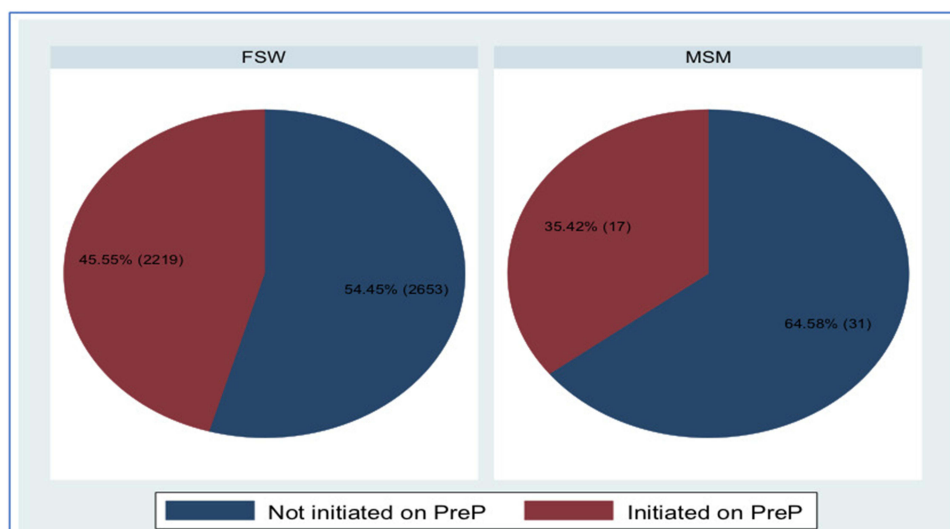 FSW
MSM
45.55% (2219)
54.45% (2653)
35.42% (17)
64.58% (31)
Not initiated on PreP
Initiated on PreP